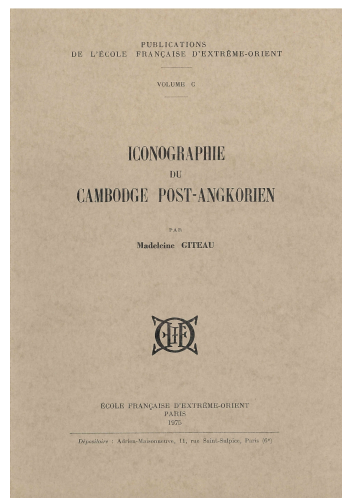 PUBLICATIONS
DE L'ÉCOLE FRANÇAISE D'EXTRÊME-ORIENT
VOLUME C
ICONOGRAPHIE
DU
CAMBODGE POST-ANGKORIEN
PAR
Madeleine GITEAU
ÉCOLE FRANÇAISE D'EXTRÊME-ORIENT
PARIS
1975
Dépositaire : Adrien-Maisonneuve, 11, rue Saint-Sulpice, Paris (6e)